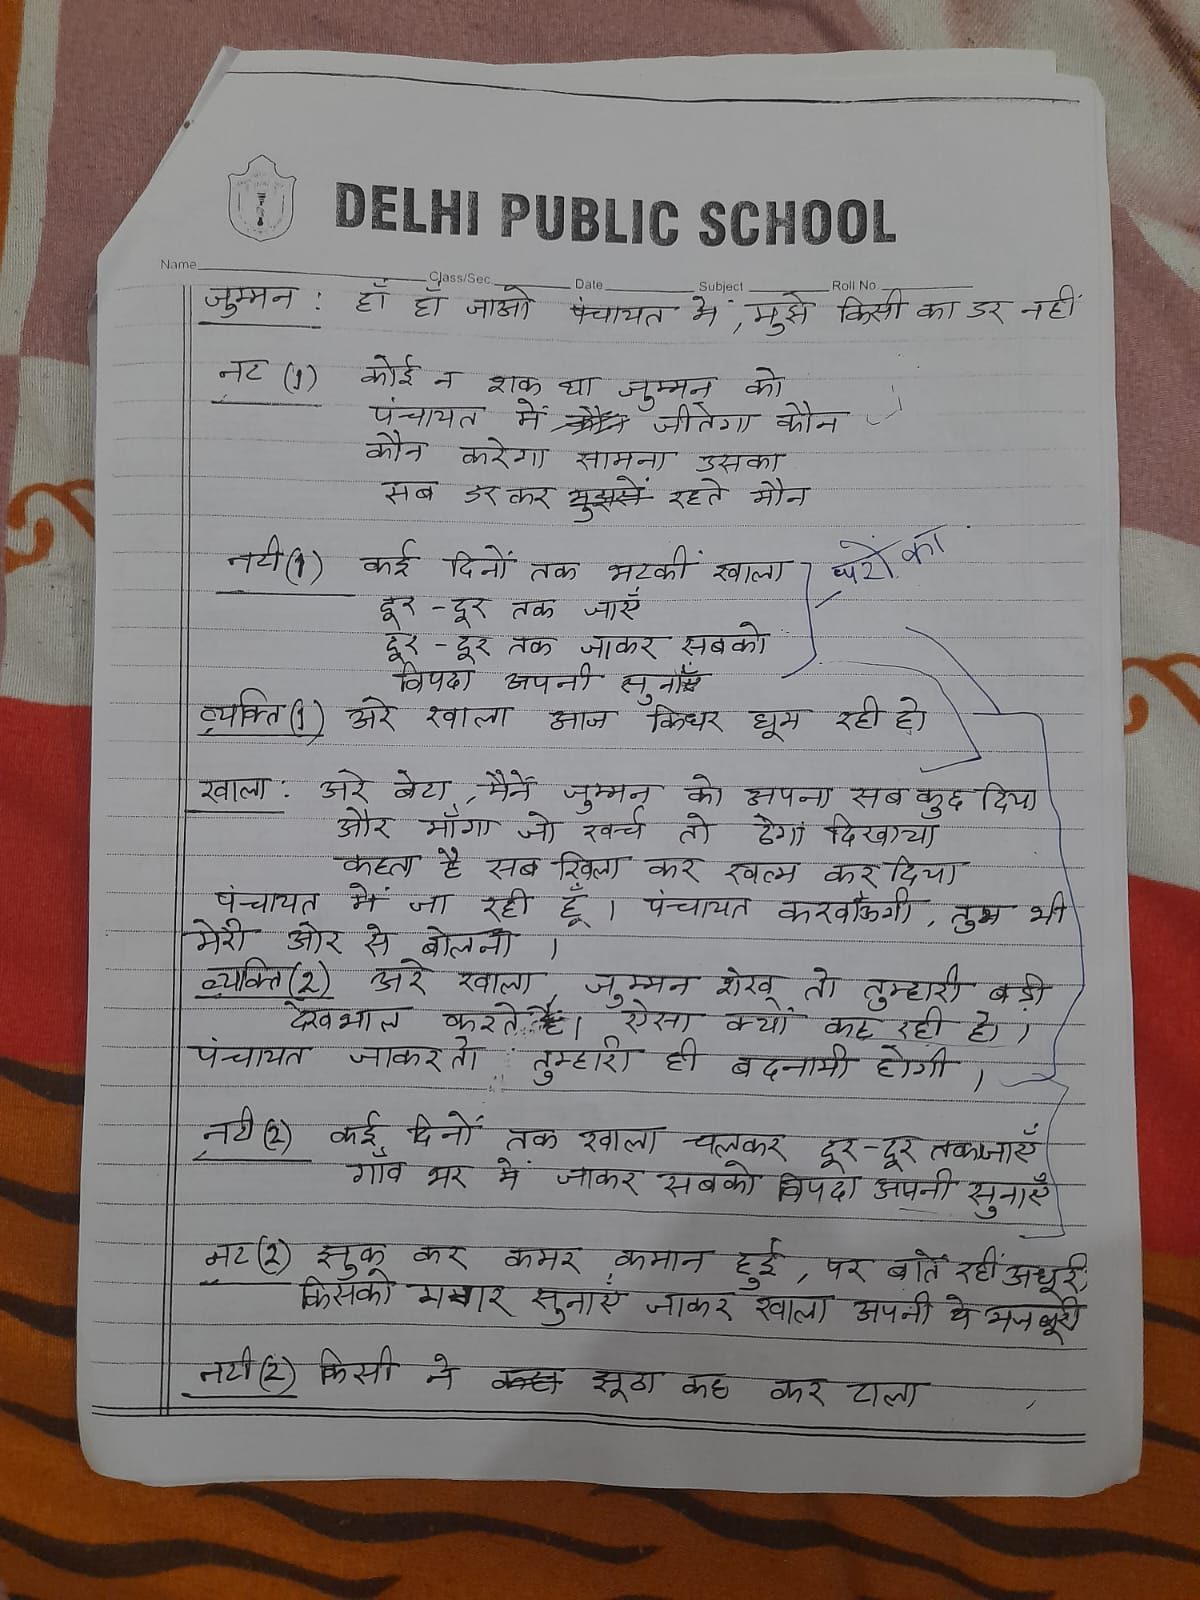 DELHI PUBLIC SCHOOL
Name Class/Sec. Date Subject Roll No.
जुम्मन : हाँ हाँ जाओ पंचायत में, मुझे किसी का डर नहीं
नट (1) कोई न शक था जुम्मन को
पंचायत में जीतेगा कौन
कौन करेगा सामना उसका
सब डर कर रहते मौन
नटी(1) कई दिनों तक भटकीं खाला
घरों का
दूर-दूर तक जाएँ
दूर-दूर तक जाकर सबको
विपदा अपनी सुनाएँ
व्यक्ति(1) अरे खाला आज किधर घूम रही हो
खाला: अरे बेटा, मैनें जुम्मन को अपना सब कुछ दिया
और माँगा जो खर्च तो ठेगां दिखाया
कहता है सब खिला कर खत्म कर दिया
पंचायत में जा रही हूँ। पंचायत करवाऊंगी, तुम भी
मेरी ओर से बोलना।
व्यक्ति(2) अरे खाला, जुम्मन शेख तो तुम्हारी बड़ी
देखभाल करते हैं। ऐसा क्यों कह रही हो।
पंचायत जाकर तो तुम्हारी ही बदनामी होगी।
नटी(2) कई दिनों तक खाला चलकर दूर-दूर तक जाएँ
गाँव भर में जाकर सबको विपदा अपनी सुनाएँ
नट(2) झुक कर कमर कमान हुई, पर बातें रहीं अधूरी
किसको सुनाएँ जाकर खाला अपनी ये मजबूरी
नटी(2) किसी ने झूठा कह कर टाला